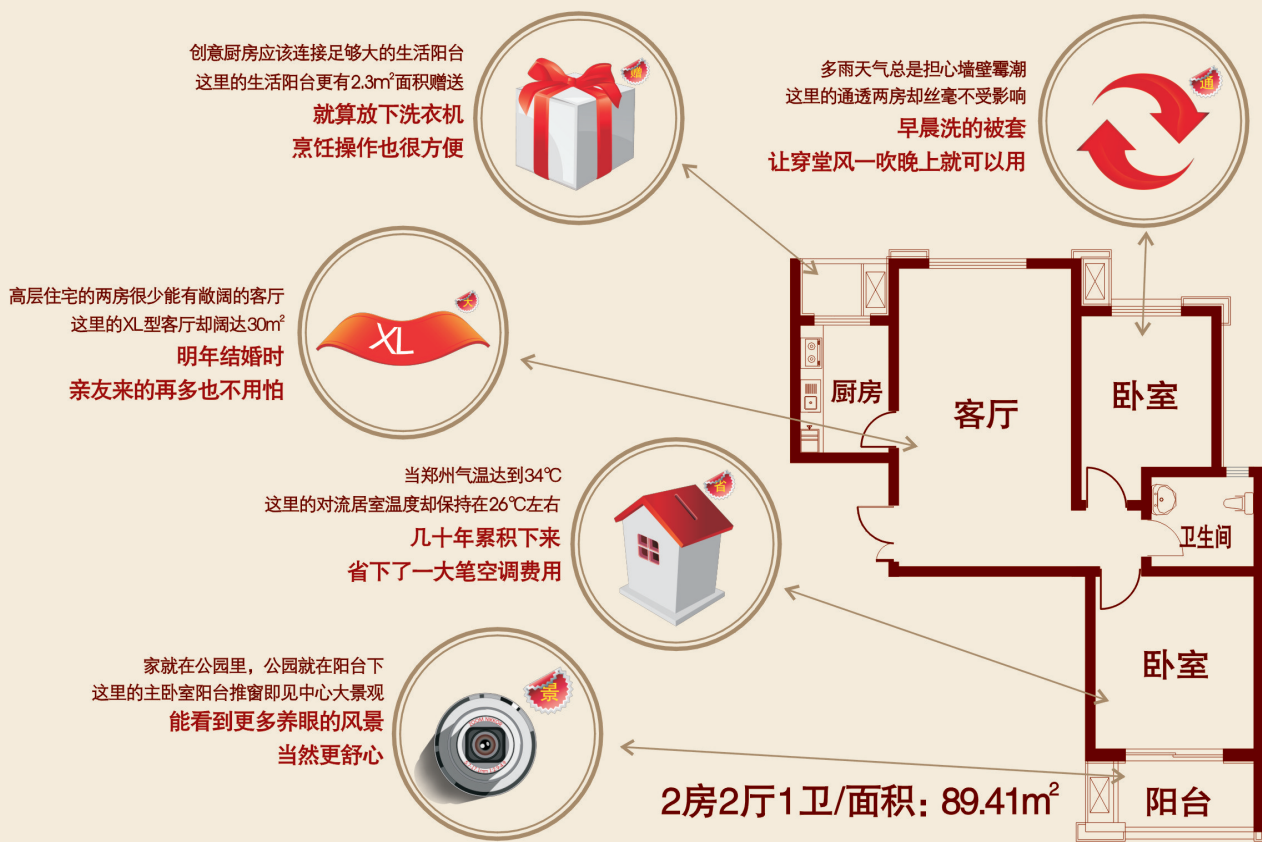 创意厨房应该连接足够大的生活阳台
这里的生活阳台更有2.3m²面积赠送
就算放下洗衣机
烹饪操作也很方便
赠
多雨天气总是担心墙壁霉潮
这里的通透两房却丝毫不受影响
早晨洗的被套
让穿堂风一吹晚上就可以用
通
高层住宅的两房很少能有敞阔的客厅
这里的XL型客厅却阔达30m²
明年结婚时
亲友来的再多也不用怕
XL
大
当郑州气温达到34℃
这里的对流居室温度却保持在26℃左右
几十年累积下来
省下了一大笔空调费用
省
家就在公园里，公园就在阳台下
这里的主卧室阳台推窗即见中心大景观
能看到更多养眼的风景
当然更舒心
景
厨房
客厅
卧室
卫生间
卧室
阳台
2房2厅1卫/面积：89.41m²